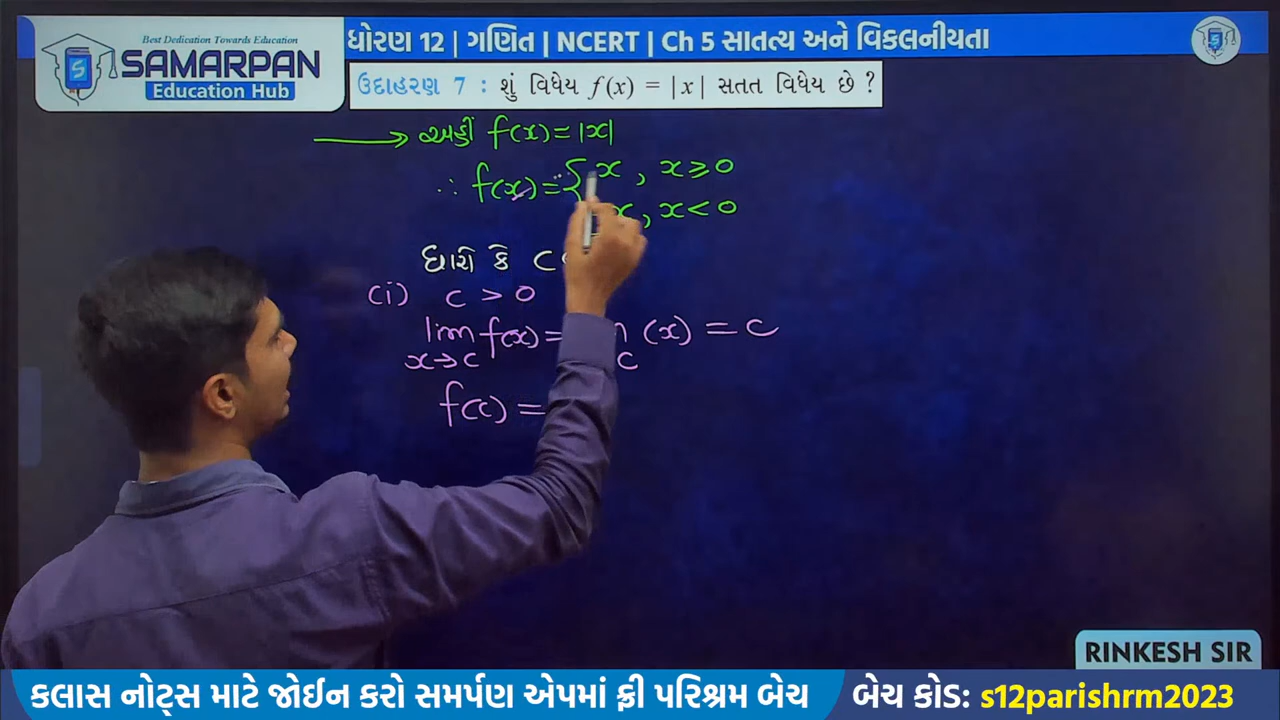 Best Dedication Towards Education
SAMARPAN
Education Hub
ધોરણ 12 | ગણિત | NCERT | Ch 5 સાતત્ય અને વિકલનીયતા
ઉદાહરણ 7 : શું વિધેય f(x) = |x| સતત વિધેય છે ?
અહીં f(x) = |x|
∴ f(x) = { x , x ≥ 0
x , x < 0
ધારો કે c
(i) c > 0
lim f(x) = (x) = c
x→c c
f(c) =
RINKESH SIR
કલાસ નોટ્સ માટે જોઈન કરો સમર્પણ એપમાં ફ્રી પરિશ્રમ બેચ
બેચ કોડ: s12parishrm2023